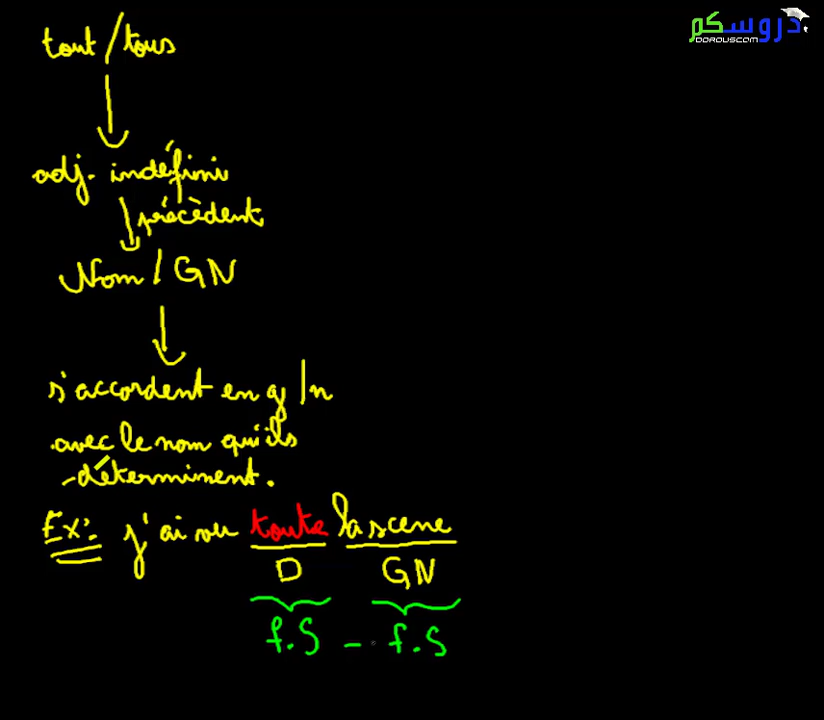 دروسكم
DOROUSCOM
tout/tous
adj. indéfini
précèdent
Nom/GN
s'accordent en g/n
avec le nom qu'ils
déterminent.
Ex: j'ai vu toute la scene
D GN
f.S - f.S